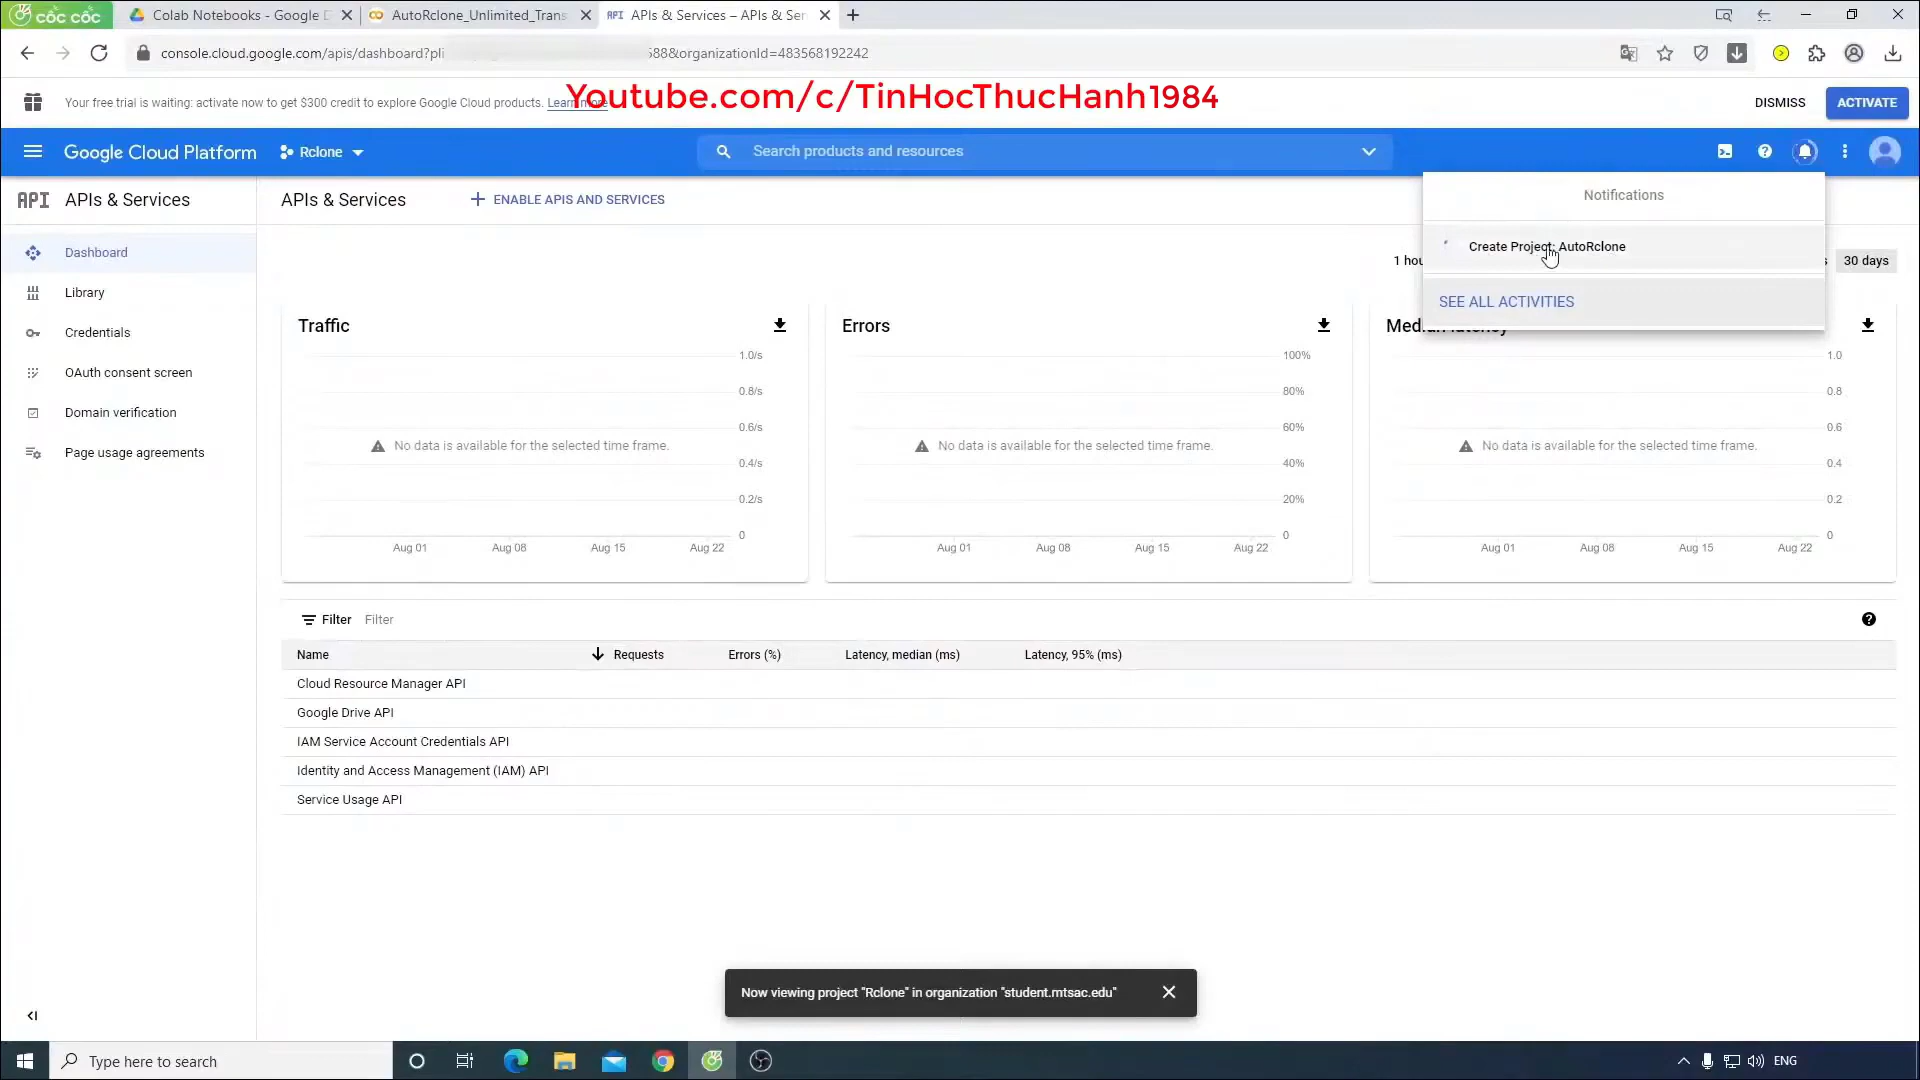 cốc cốc
Colab Notebooks - Google D
AutoRclone_Unlimited_Trans
API APIs & Services – APIs & Ser
console.cloud.google.com/apis/dashboard?pli
588&organizationId=483568192242
Your free trial is waiting: activate now to get $300 credit to explore Google Cloud products. Learn more
Youtube.com/c/TinHocThucHanh1984
DISMISS
ACTIVATE
Google Cloud Platform
Rclone
Search products and resources
API APIs & Services
APIs & Services
ENABLE APIS AND SERVICES
Notifications
Create Project: AutoRclone
SEE ALL ACTIVITIES
1 hou
s
30 days
Dashboard
Library
Credentials
OAuth consent screen
Domain verification
Page usage agreements
Traffic
1.0/s
0.8/s
0.6/s
No data is available for the selected time frame.
0.4/s
0.2/s
0
Aug 01 Aug 08 Aug 15 Aug 22
Errors
100%
80%
60%
No data is available for the selected time frame.
40%
20%
0
Aug 01 Aug 08 Aug 15 Aug 22
Median latency
1.0
0.8
0.6
No data is available for the selected time frame.
0.4
0.2
0
Aug 01 Aug 08 Aug 15 Aug 22
Filter Filter
Name Requests Errors (%) Latency, median (ms) Latency, 95% (ms)
Cloud Resource Manager API
Google Drive API
IAM Service Account Credentials API
Identity and Access Management (IAM) API
Service Usage API
Now viewing project "Rclone" in organization "student.mtsac.edu"
Type here to search
ENG